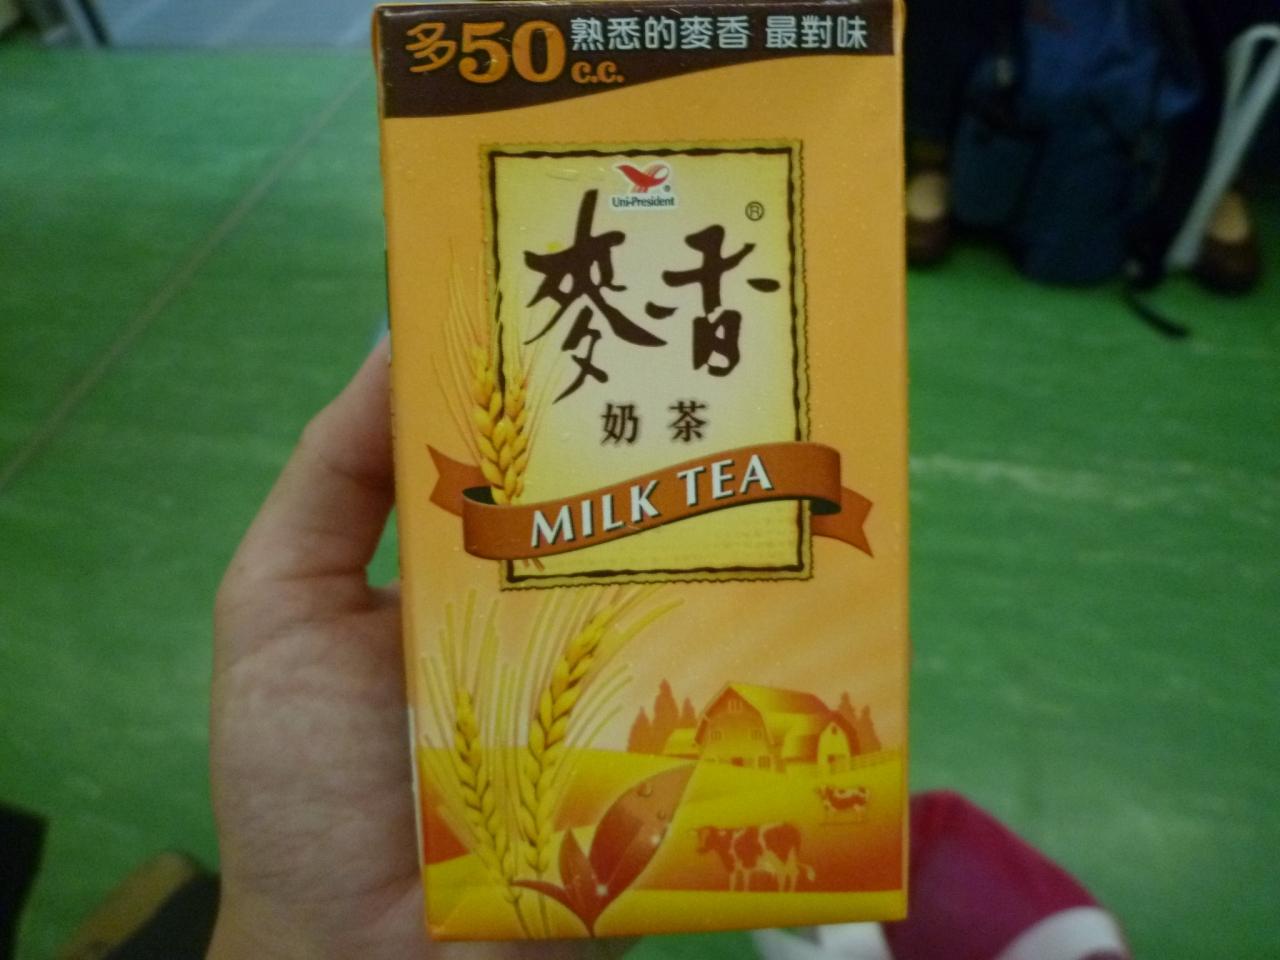 多50c.c. 熟悉的麥香 最對味
Uni-President
麥香
奶茶
MILK TEA